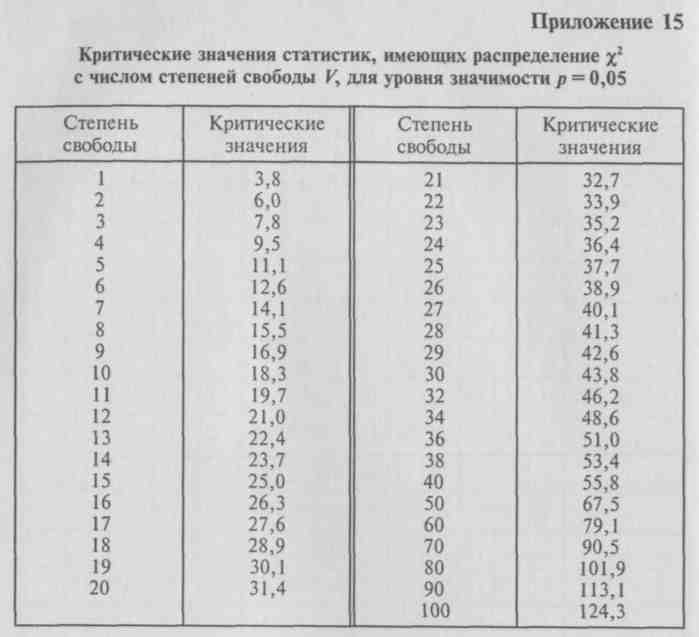 Приложение 15
Критические значения статистик, имеющих распределение χ²
с числом степеней свободы V, для уровня значимости p = 0,05
Степень свободы Критические значения Степень свободы Критические значения
1 3,8 21 32,7
2 6,0 22 33,9
3 7,8 23 35,2
4 9,5 24 36,4
5 11,1 25 37,7
6 12,6 26 38,9
7 14,1 27 40,1
8 15,5 28 41,3
9 16,9 29 42,6
10 18,3 30 43,8
11 19,7 32 46,2
12 21,0 34 48,6
13 22,4 36 51,0
14 23,7 38 53,4
15 25,0 40 55,8
16 26,3 50 67,5
17 27,6 60 79,1
18 28,9 70 90,5
19 30,1 80 101,9
20 31,4 90 113,1
100 124,3